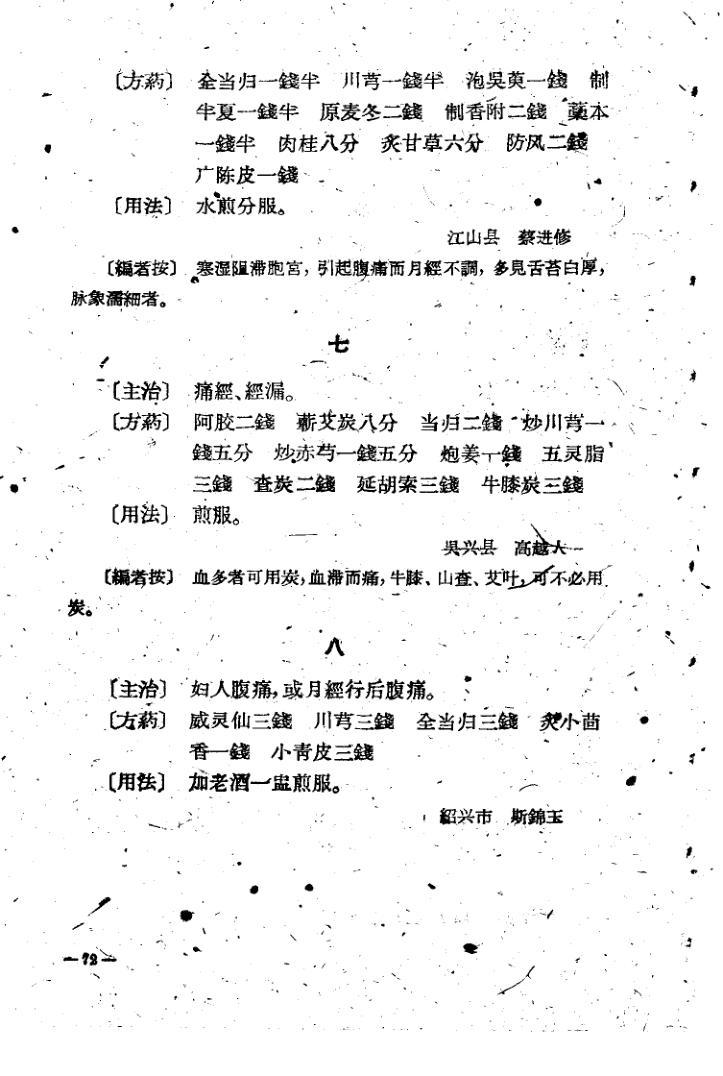 〔方药〕 全当归一錢半 川芎一錢半 泡吳萸一錢 制
半夏一錢半 原麦冬二錢 制香附二錢 藁本
一錢半 肉桂八分 炙甘草六分 防风二錢
广陈皮一錢
〔用法〕 水煎分服。
江山县 蔡进修
〔編者按〕 寒湿阻滞胞宮，引起腹痛而月經不調，多見舌苔白厚，
脉象濡細者。
七
〔主治〕 痛經、經漏。
〔方药〕 阿胶二錢 蘄艾炭八分 当归二錢 炒川芎一
錢五分 炒赤芍一錢五分 炮姜一錢 五灵脂
三錢 查炭二錢 延胡索三錢 牛膝炭三錢
〔用法〕 煎服。
吳兴县 高越大
〔編者按〕 血多者可用炭，血滞而痛，牛膝、山查、艾叶，可不必用
炭。
八
〔主治〕 妇人腹痛，或月經行后腹痛。
〔方药〕 威灵仙三錢 川芎三錢 全当归三錢 炙小茴
香一錢 小青皮三錢
〔用法〕 加老酒一盅煎服。
紹兴市 斯錦玉
—72—